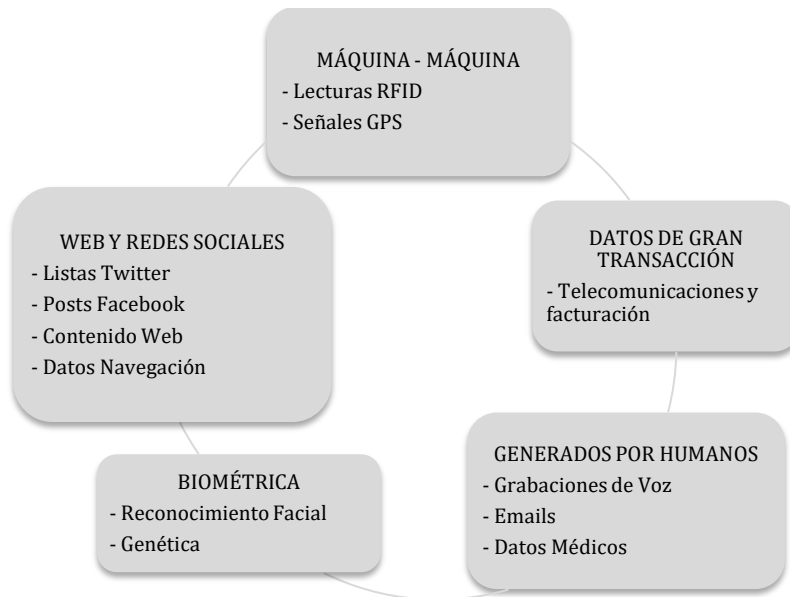 MÁQUINA - MÁQUINA
- Lecturas RFID
- Señales GPS
WEB Y REDES SOCIALES
- Listas Twitter
- Posts Facebook
- Contenido Web
- Datos Navegación
DATOS DE GRAN
TRANSACCIÓN
- Telecomunicaciones y
facturación
BIOMÉTRICA
- Reconocimiento Facial
- Genética
GENERADOS POR HUMANOS
- Grabaciones de Voz
- Emails
- Datos Médicos